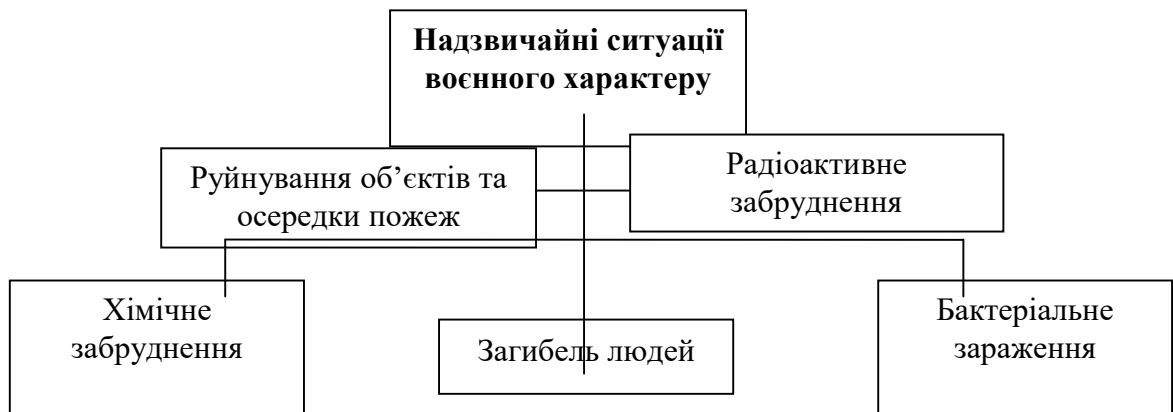 Надзвичайні ситуації
воєнного характеру
Руйнування об’єктів та
осередки пожеж
Радіоактивне
забруднення
Хімічне
забруднення
Загибель людей
Бактеріальне
зараження